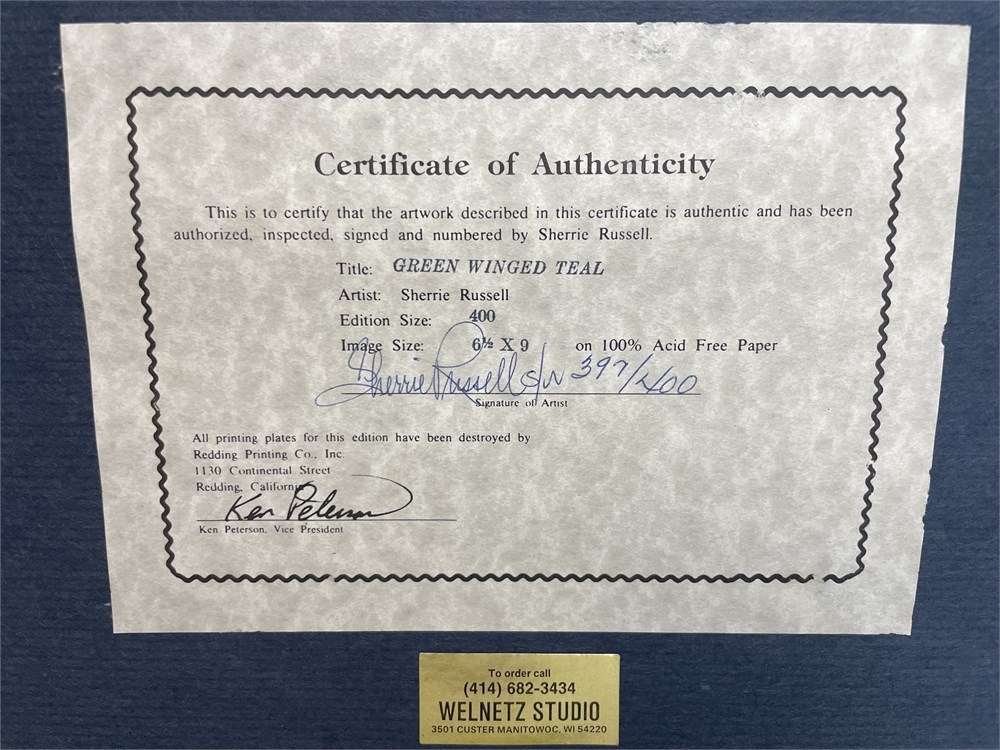 Certificate of Authenticity
This is to certify that the artwork described in this certificate is authentic and has been
authorized, inspected, signed and numbered by Sherrie Russell.
Title: GREEN WINGED TEAL
Artist: Sherrie Russell
Edition Size: 400
Image Size: 6½ X 9 on 100% Acid Free Paper
Sherrie Russell s/n 397/400
Signature of Artist
All printing plates for this edition have been destroyed by
Redding Printing Co., Inc.
1130 Continental Street
Redding, California
Ken Peterson
Ken Peterson, Vice President
To order call
(414) 682-3434
WELNETZ STUDIO
3501 CUSTER MANITOWOC, WI 54220